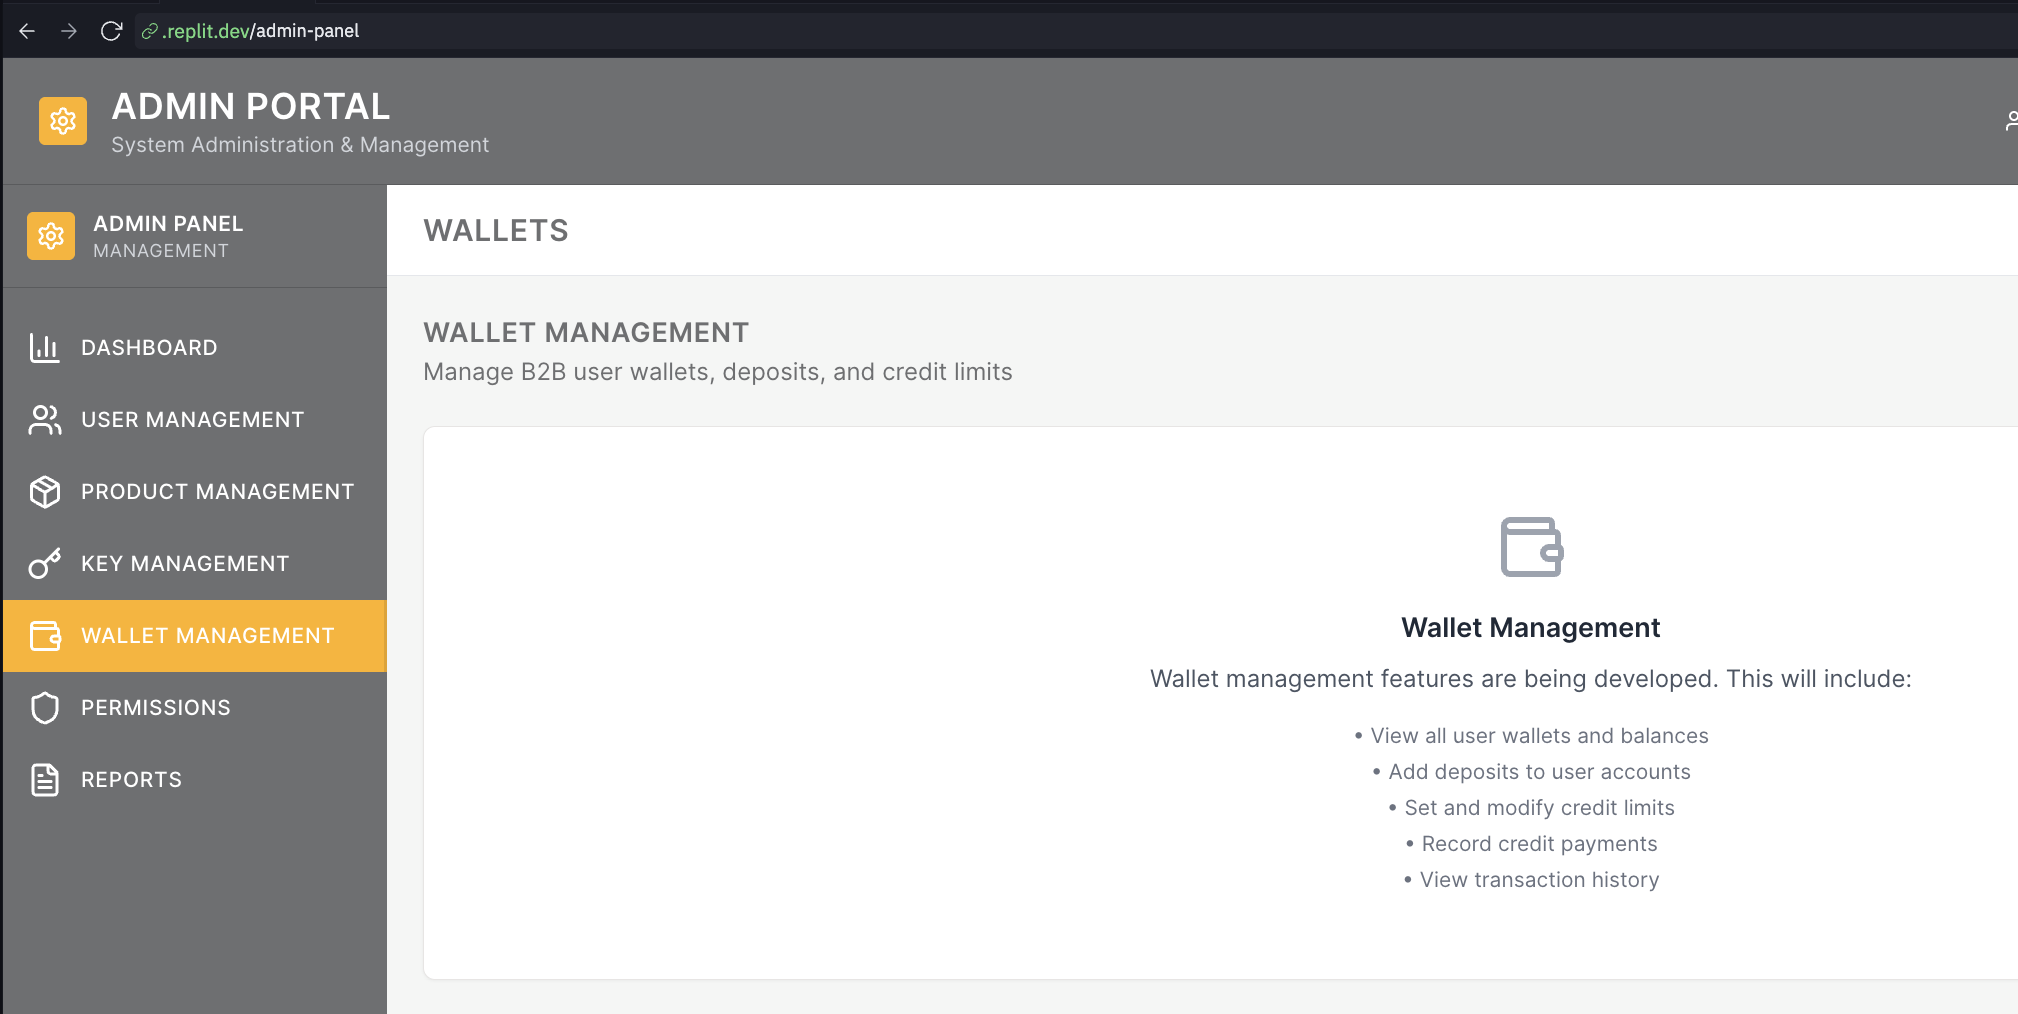 .replit.dev/admin-panel
ADMIN PORTAL
System Administration & Management
ADMIN PANEL
MANAGEMENT
DASHBOARD
USER MANAGEMENT
PRODUCT MANAGEMENT
KEY MANAGEMENT
WALLET MANAGEMENT
PERMISSIONS
REPORTS
WALLETS
WALLET MANAGEMENT
Manage B2B user wallets, deposits, and credit limits
Wallet Management
Wallet management features are being developed. This will include:
• View all user wallets and balances
• Add deposits to user accounts
• Set and modify credit limits
• Record credit payments
• View transaction history